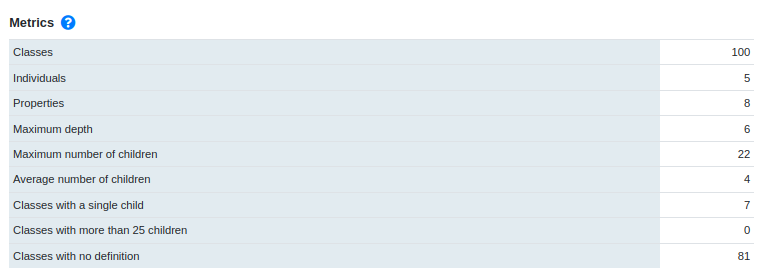 Metrics ?
Classes 100
Individuals 5
Properties 8
Maximum depth 6
Maximum number of children 22
Average number of children 4
Classes with a single child 7
Classes with more than 25 children 0
Classes with no definition 81